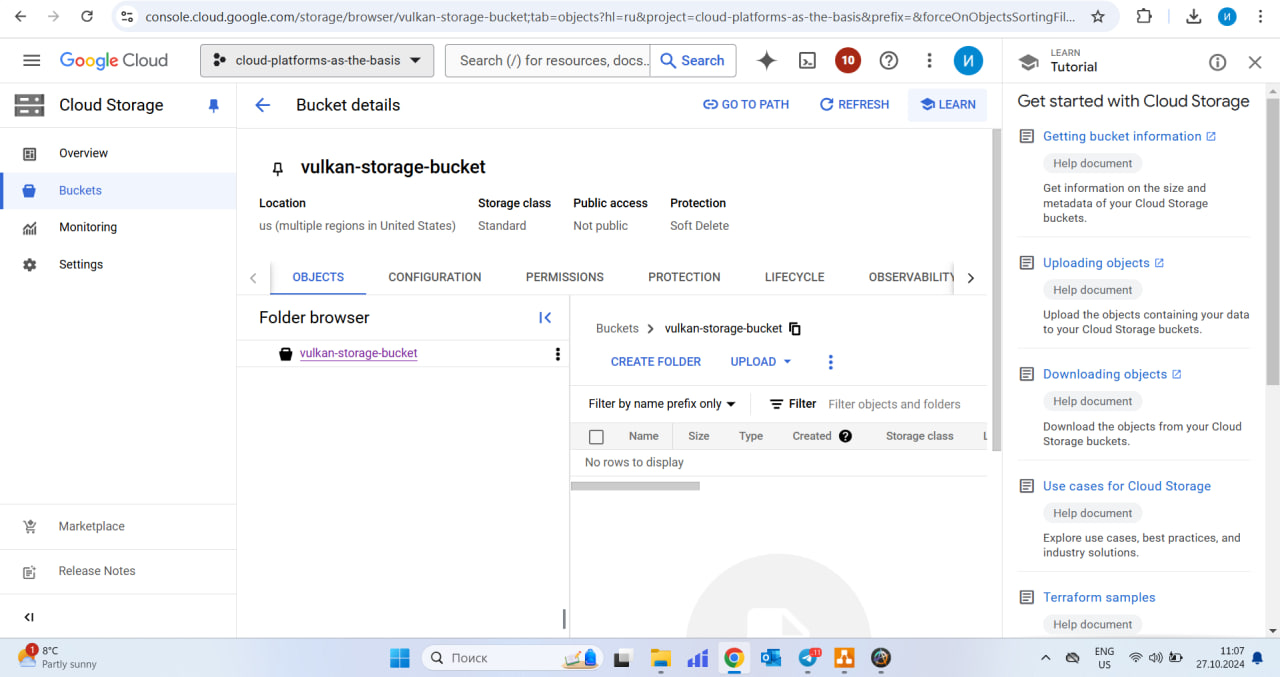 console.cloud.google.com/storage/browser/vulkan-storage-bucket;tab=objects?hl=ru&project=cloud-platforms-as-the-basis&prefix=&forceOnObjectsSortingFil...
И
Google Cloud
cloud-platforms-as-the-basis
Search (/) for resources, docs..
Search
10
И
LEARN
Tutorial
Cloud Storage
Bucket details
GO TO PATH
REFRESH
LEARN
Get started with Cloud Storage
Overview
Buckets
Monitoring
Settings
Marketplace
Release Notes
vulkan-storage-bucket
Location
Storage class
Public access
Protection
us (multiple regions in United States)
Standard
Not public
Soft Delete
OBJECTS
CONFIGURATION
PERMISSIONS
PROTECTION
LIFECYCLE
OBSERVABILITY
Folder browser
vulkan-storage-bucket
Buckets
vulkan-storage-bucket
CREATE FOLDER
UPLOAD
Filter by name prefix only
Filter
Filter objects and folders
Name
Size
Type
Created
Storage class
L
No rows to display
Getting bucket information
Help document
Get information on the size and
metadata of your Cloud Storage
buckets.
Uploading objects
Help document
Upload the objects containing your data
to your Cloud Storage buckets.
Downloading objects
Help document
Download the objects from your Cloud
Storage buckets.
Use cases for Cloud Storage
Help document
Explore use cases, best practices, and
industry solutions.
Terraform samples
Help document
1
8°C
Partly sunny
Поиск
11
ENG
US
11:07
27.10.2024